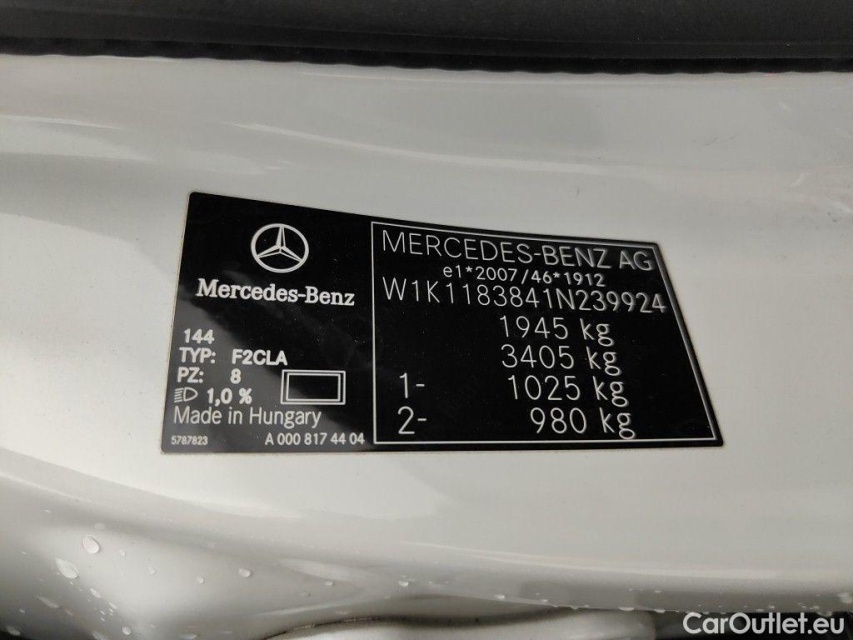 Mercedes-Benz
144
TYP: F2CLA
PZ: 8
1,0 %
Made in Hungary
5787823
A 000 817 44 04
MERCEDES-BENZ AG
e1*2007/46*1912
W1K1183841N239924
1945 kg
3405 kg
1- 1025 kg
2- 980 kg
CarOutlet.eu